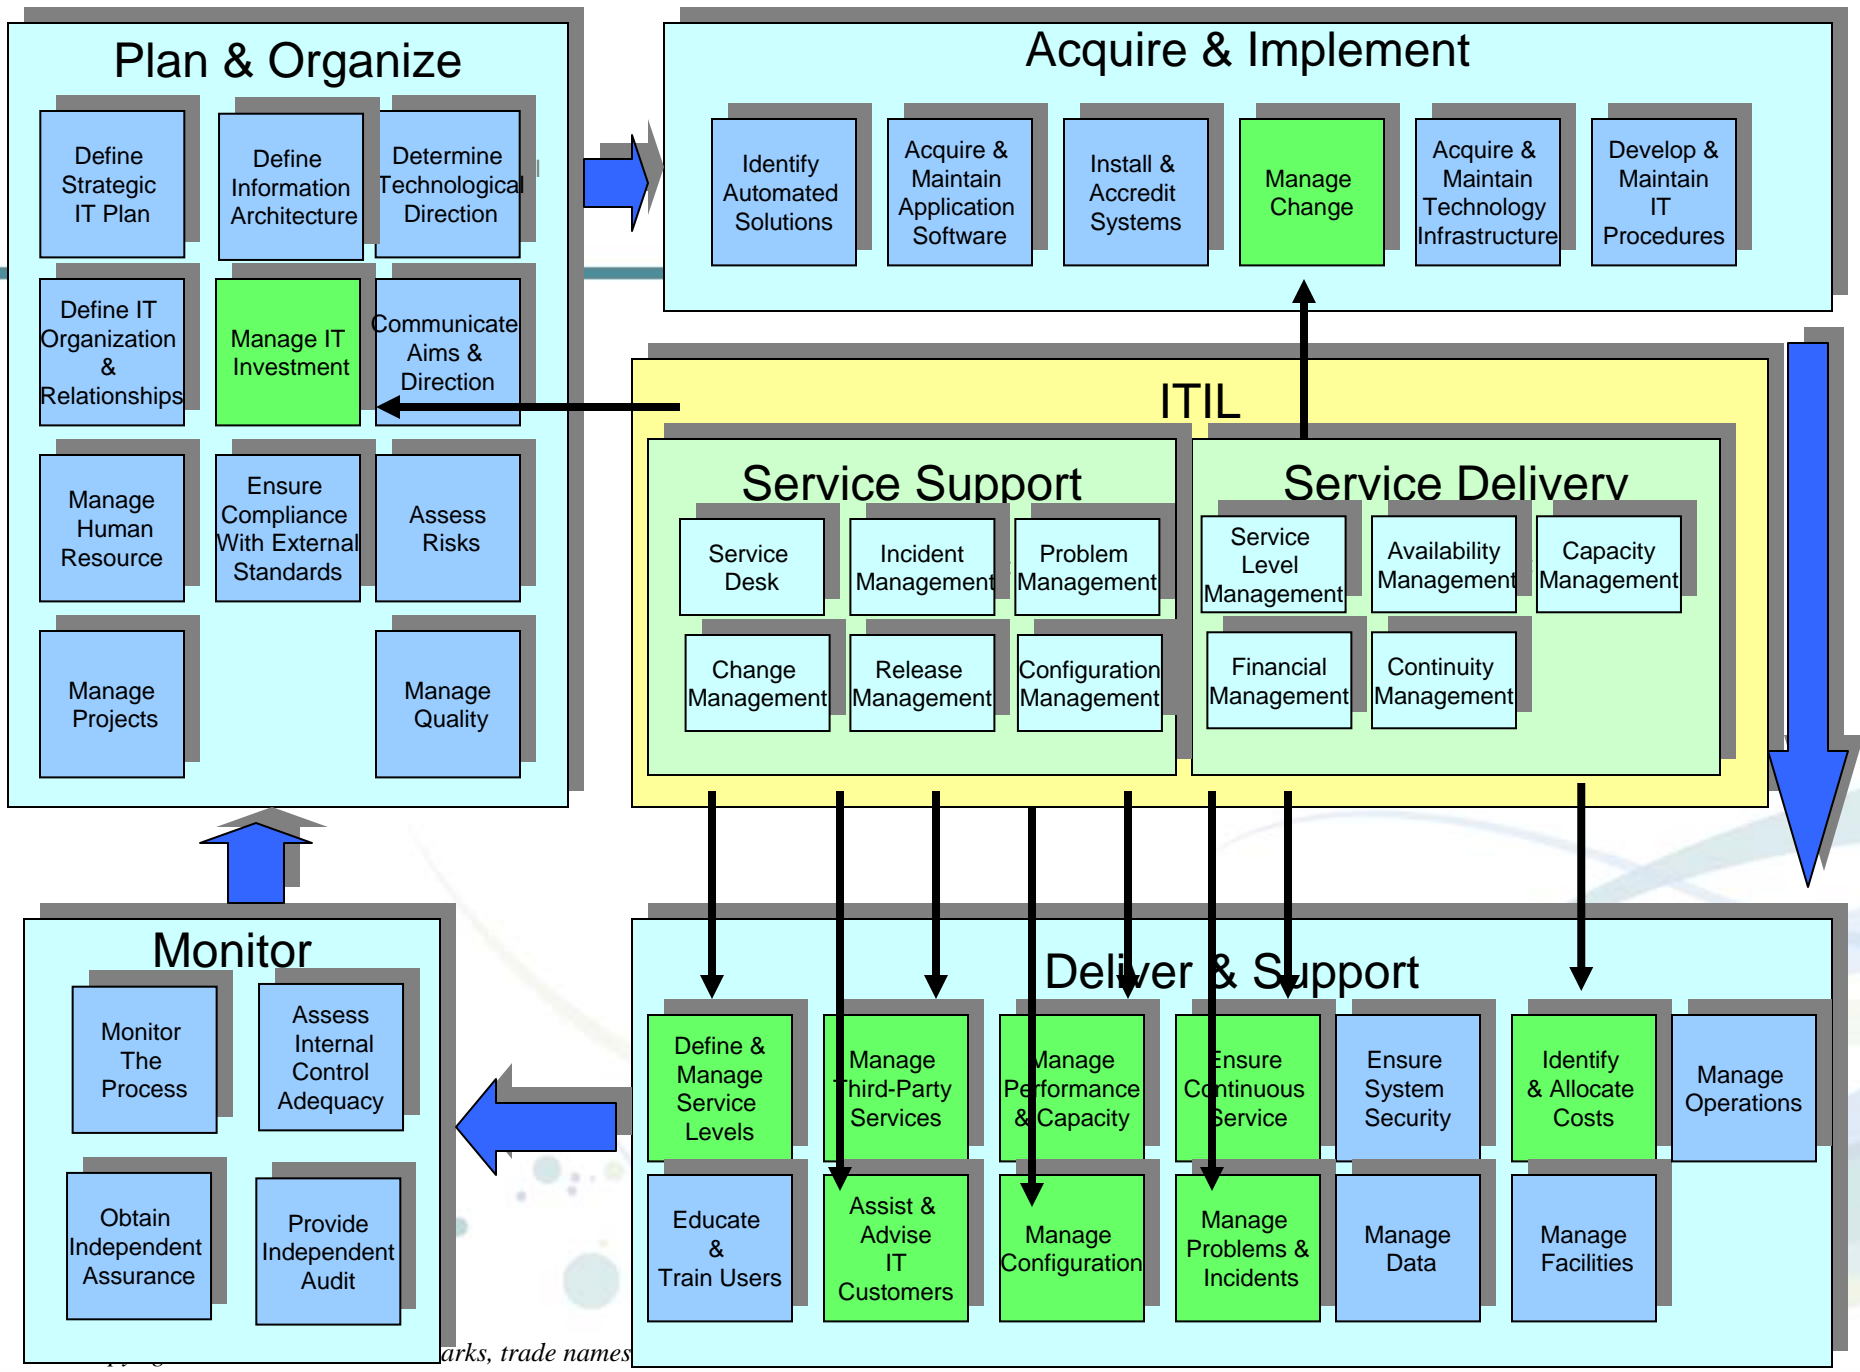 Plan & Organize
Define
Strategic
IT Plan
Define
Information
Architecture
Determine
Technological
Direction
Define IT
Organization
&
Relationships
Manage IT
Investment
Communicate
Aims &
Direction
Manage
Human
Resource
Ensure
Compliance
With External
Standards
Assess
Risks
Manage
Projects
Manage
Quality
Acquire & Implement
Identify
Automated
Solutions
Acquire &
Maintain
Application
Software
Install &
Accredit
Systems
Manage
Change
Acquire &
Maintain
Technology
Infrastructure
Develop &
Maintain
IT
Procedures
ITIL
Service Support
Service
Desk
Incident
Management
Problem
Management
Change
Management
Release
Management
Configuration
Management
Service Delivery
Service
Level
Management
Availability
Management
Capacity
Management
Financial
Management
Continuity
Management
Monitor
Monitor
The
Process
Assess
Internal
Control
Adequacy
Obtain
Independent
Assurance
Provide
Independent
Audit
Deliver & Support
Define &
Manage
Service
Levels
Manage
Third-Party
Services
Manage
Performance
& Capacity
Ensure
Continuous
Service
Ensure
System
Security
Identify
& Allocate
Costs
Manage
Operations
Educate
&
Train Users
Assist &
Advise
IT
Customers
Manage
Configuration
Manage
Problems &
Incidents
Manage
Data
Manage
Facilities
arks, trade names